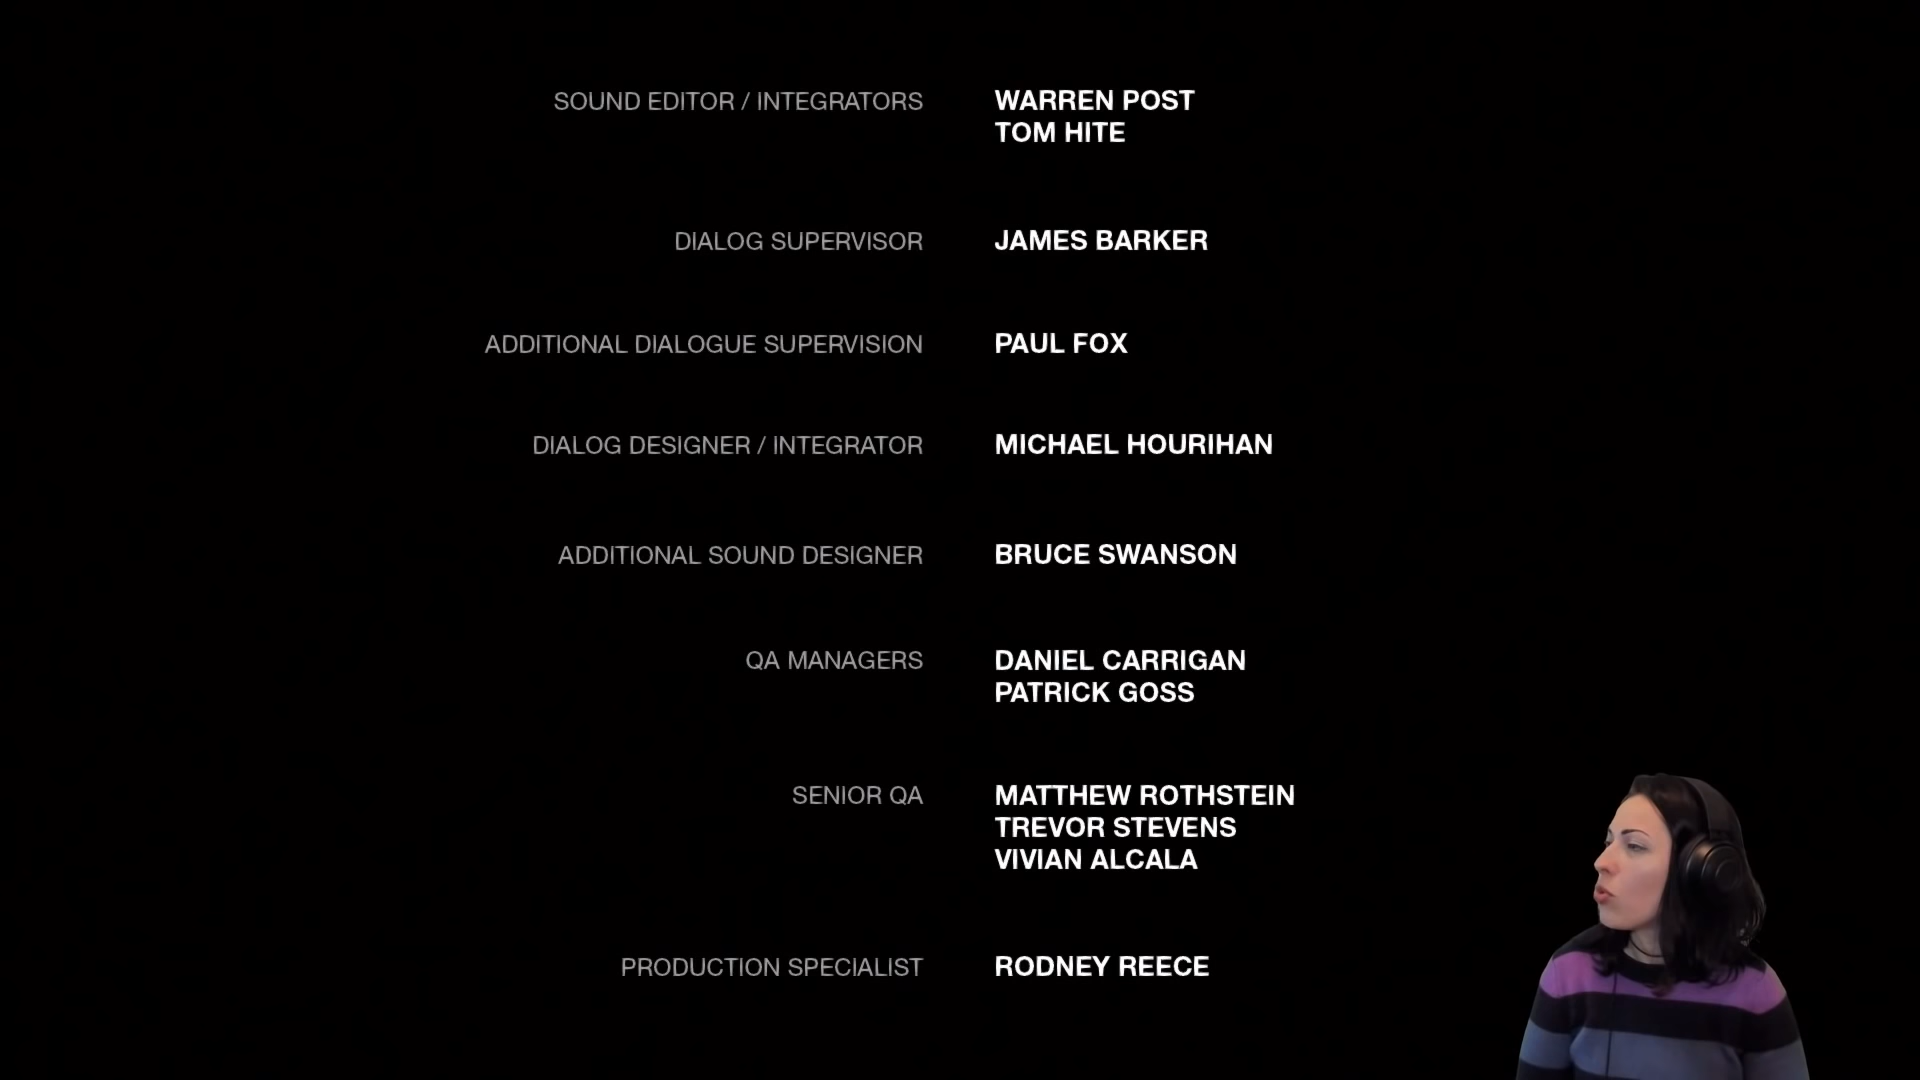 SOUND EDITOR / INTEGRATORS WARREN POST
TOM HITE
DIALOG SUPERVISOR JAMES BARKER
ADDITIONAL DIALOGUE SUPERVISION PAUL FOX
DIALOG DESIGNER / INTEGRATOR MICHAEL HOURIHAN
ADDITIONAL SOUND DESIGNER BRUCE SWANSON
QA MANAGERS DANIEL CARRIGAN
PATRICK GOSS
SENIOR QA MATTHEW ROTHSTEIN
TREVOR STEVENS
VIVIAN ALCALA
PRODUCTION SPECIALIST RODNEY REECE